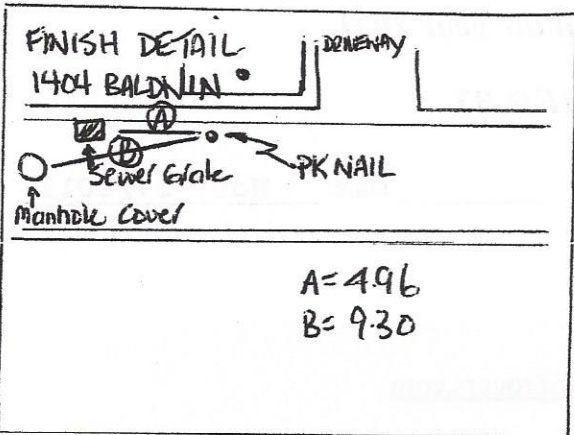 FINISH DETAIL
1404 BALDWIN
DRIVEWAY
A
B
PK NAIL
Sewer Grate
Manhole Cover
A= 4.96
B= 9.30